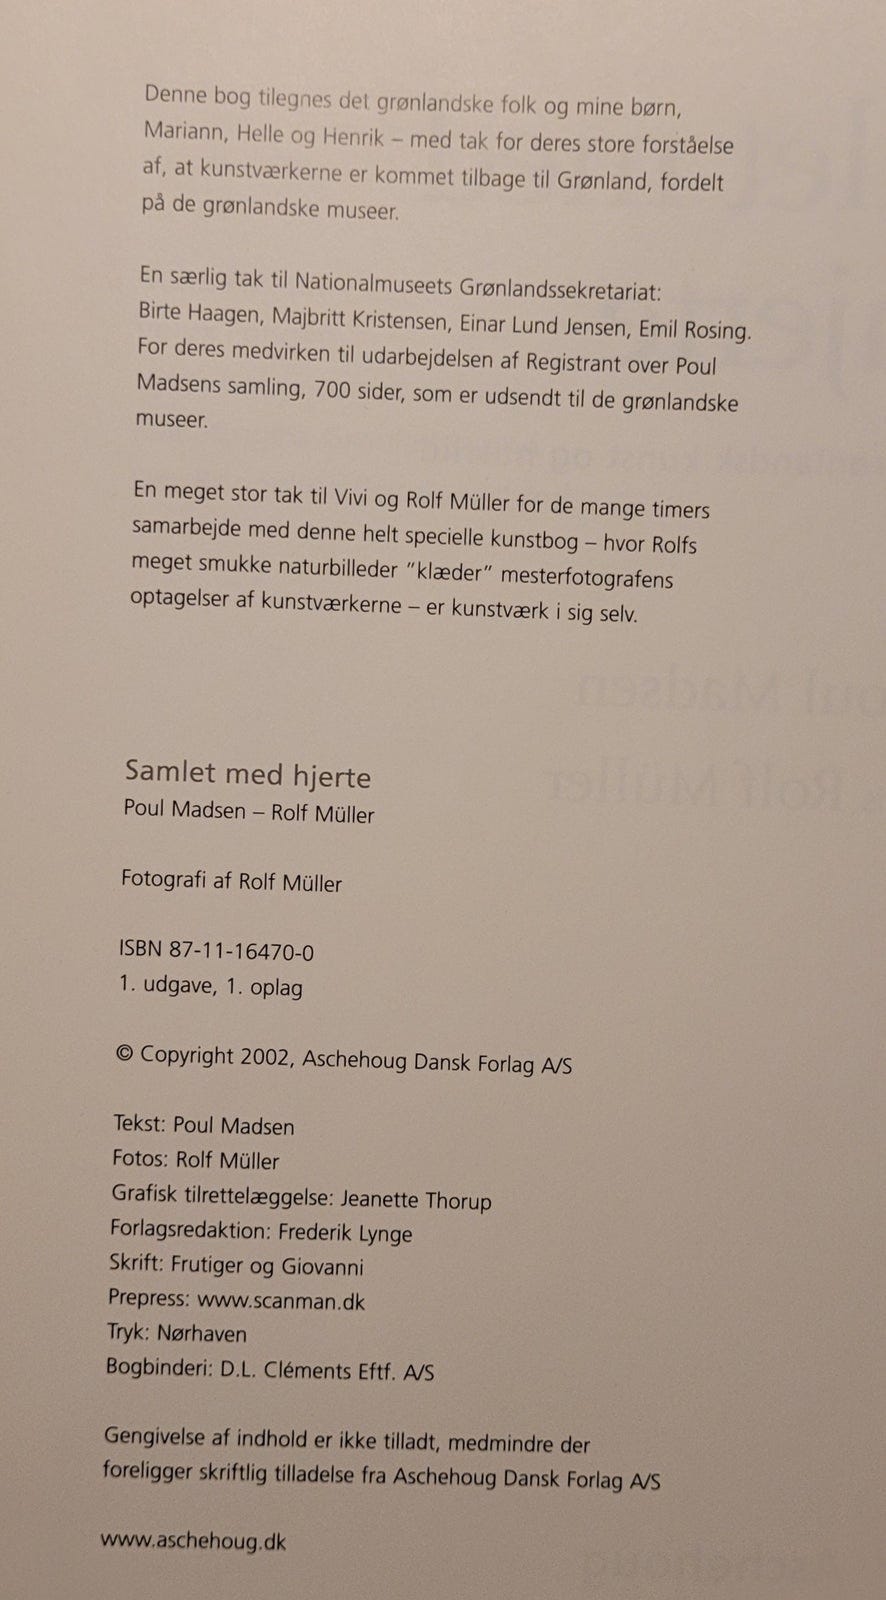 Denne bog tilegnes det grønlandske folk og mine børn,
Mariann, Helle og Henrik – med tak for deres store forståelse
af, at kunstværkerne er kommet tilbage til Grønland, fordelt
på de grønlandske museer.
En særlig tak til Nationalmuseets Grønlandssekretariat:
Birte Haagen, Majbritt Kristensen, Einar Lund Jensen, Emil Rosing.
For deres medvirken til udarbejdelsen af Registrant over Poul
Madsens samling, 700 sider, som er udsendt til de grønlandske
museer.
En meget stor tak til Vivi og Rolf Müller for de mange timers
samarbejde med denne helt specielle kunstbog – hvor Rolfs
meget smukke naturbilleder ”klæder” mesterfotografens
optagelser af kunstværkerne – er kunstværk i sig selv.
Samlet med hjerte
Poul Madsen – Rolf Müller
Fotografi af Rolf Müller
ISBN 87-11-16470-0
1. udgave, 1. oplag
© Copyright 2002, Aschehoug Dansk Forlag A/S
Tekst: Poul Madsen
Fotos: Rolf Müller
Grafisk tilrettelæggelse: Jeanette Thorup
Forlagsredaktion: Frederik Lynge
Skrift: Frutiger og Giovanni
Prepress: www.scanman.dk
Tryk: Nørhaven
Bogbinderi: D.L. Cléments Eftf. A/S
Gengivelse af indhold er ikke tilladt, medmindre der
foreligger skriftlig tilladelse fra Aschehoug Dansk Forlag A/S
www.aschehoug.dk